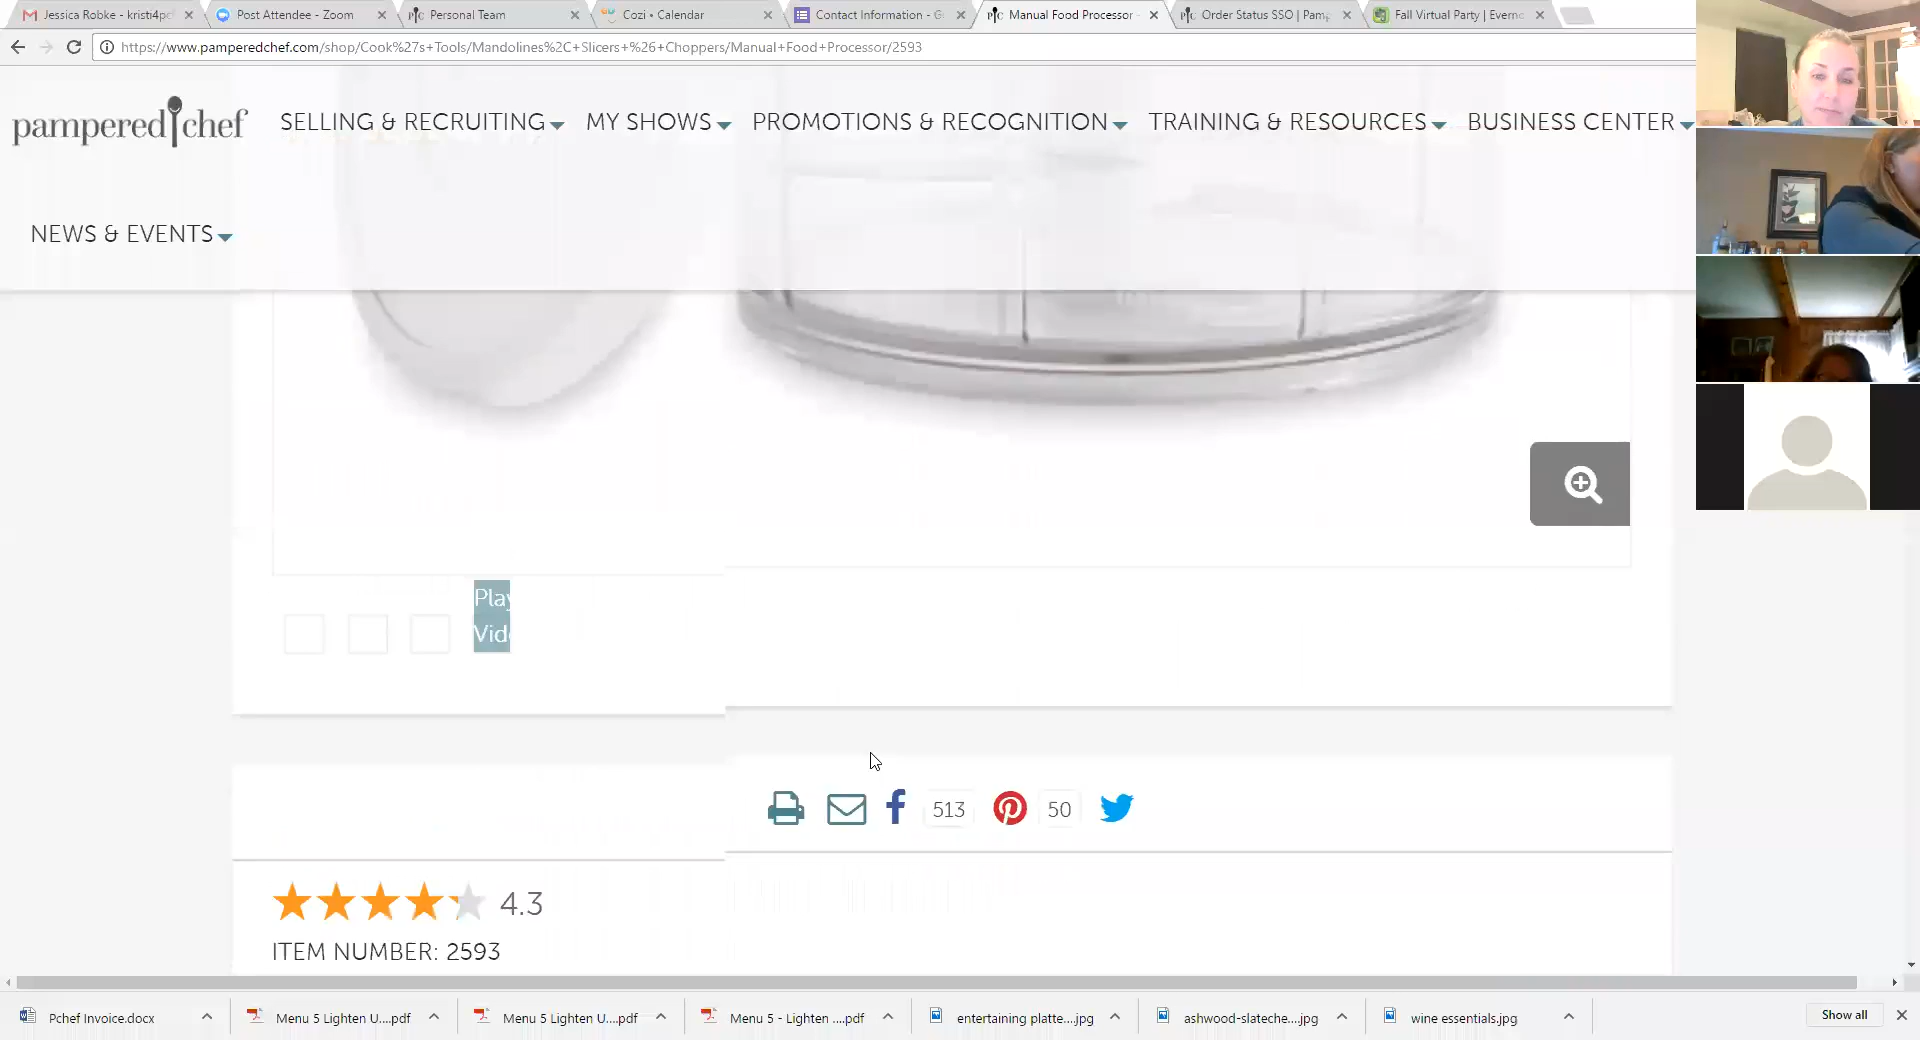 Jessica Robke - kristi4pc
Post Attendee - Zoom
Personal Team
Cozi • Calendar
Contact Information - G
Manual Food Processor -
Order Status SSO | Pamp
Fall Virtual Party | Everno
https://www.pamperedchef.com/shop/Cook%27s+Tools/Mandolines%2C+Slicers+%26+Choppers/Manual+Food+Processor/2593
pampered chef
SELLING & RECRUITING
MY SHOWS
PROMOTIONS & RECOGNITION
TRAINING & RESOURCES
BUSINESS CENTER
NEWS & EVENTS
Play
Vide
513
50
4.3
ITEM NUMBER: 2593
Pchef Invoice.docx
Menu 5 Lighten U....pdf
Menu 5 Lighten U....pdf
Menu 5 - Lighten ....pdf
entertaining platte....jpg
ashwood-slateche....jpg
wine essentials.jpg
Show all